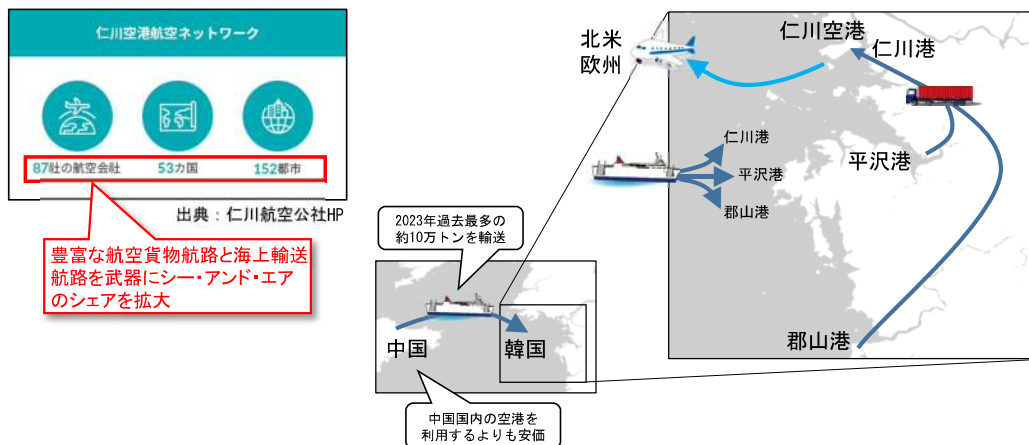 仁川空港航空ネットワーク
87社の航空会社
53カ国
152都市
出典：仁川航空公社HP
豊富な航空貨物航路と海上輸送
航路を武器にシー・アンド・エア
のシェアを拡大
2023年過去最多の
約10万トンを輸送
中国
韓国
中国国内の空港を
利用するよりも安価
北米
欧州
仁川空港
仁川港
平沢港
仁川港
平沢港
郡山港
郡山港